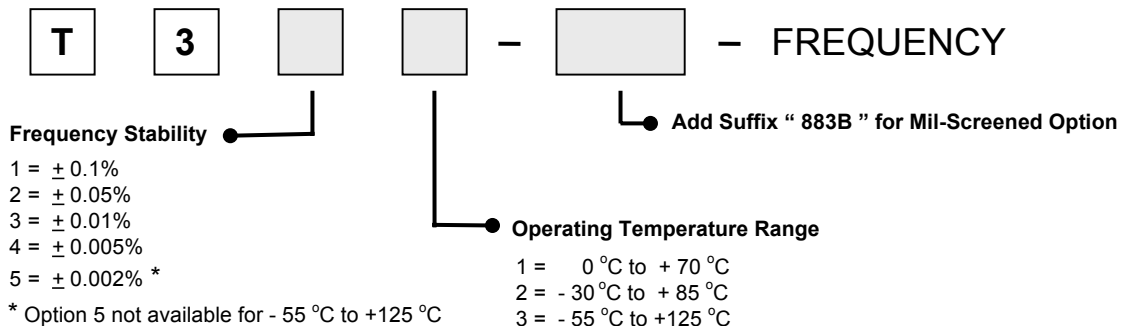 T 3 – – FREQUENCY
Add Suffix “ 883B ” for Mil-Screened Option
Frequency Stability
1 = ± 0.1%
2 = ± 0.05%
3 = ± 0.01%
4 = ± 0.005%
5 = ± 0.002% *
* Option 5 not available for - 55 °C to +125 °C
Operating Temperature Range
1 = 0 °C to + 70 °C
2 = - 30 °C to + 85 °C
3 = - 55 °C to +125 °C